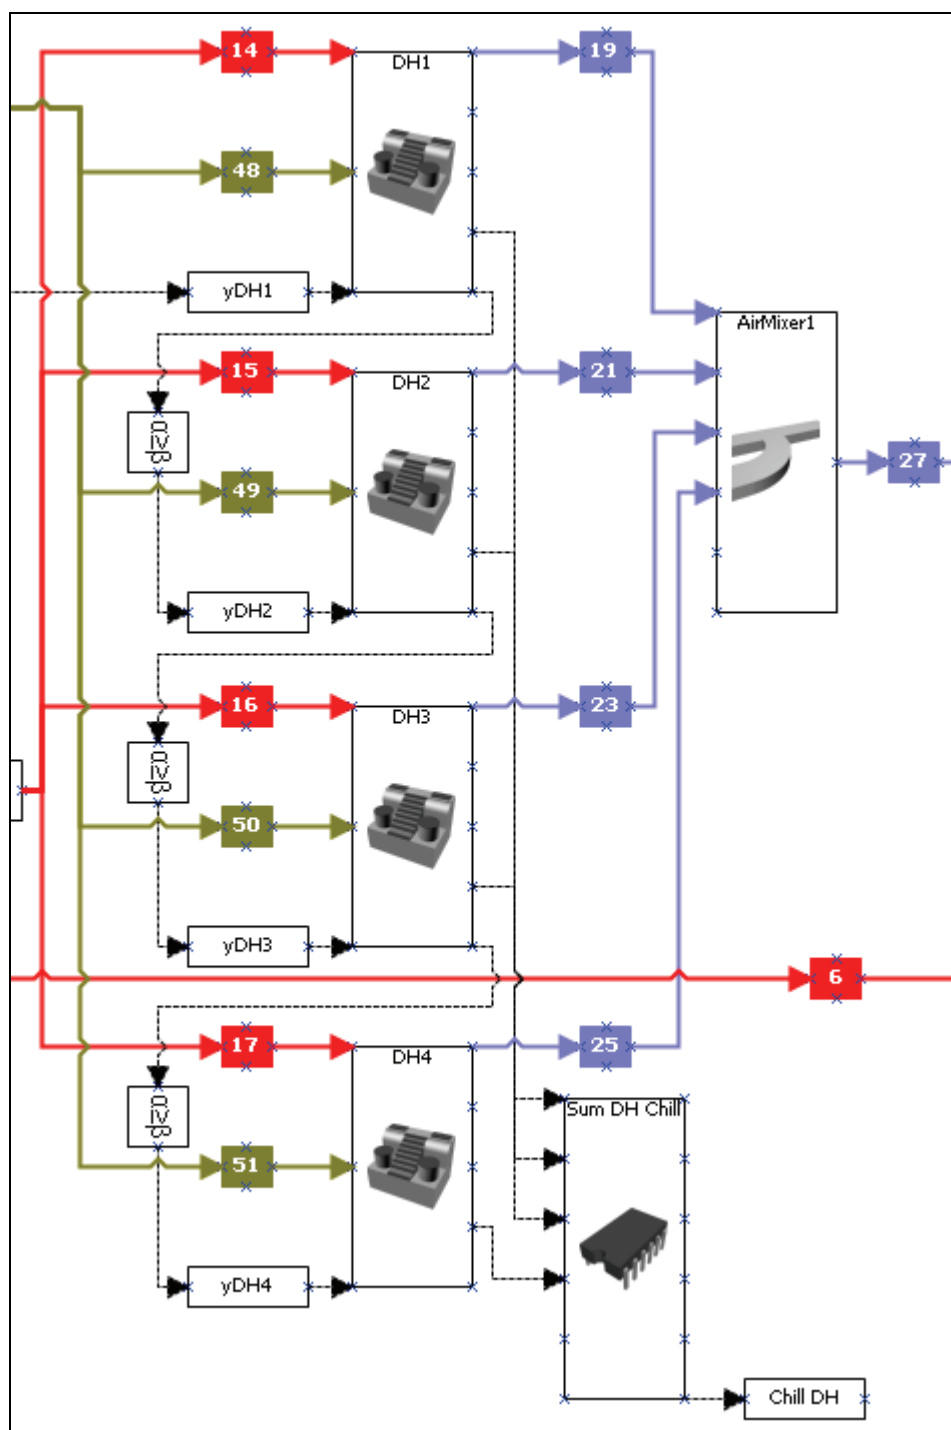 14
DH1
19
48
yDH1
AirMixer1
15
DH2
21
α≥β
27
49
yDH2
16
DH3
23
α≥β
50
yDH3
6
17
DH4
25
α≥β
Sum DH Chill
51
yDH4
Chill DH